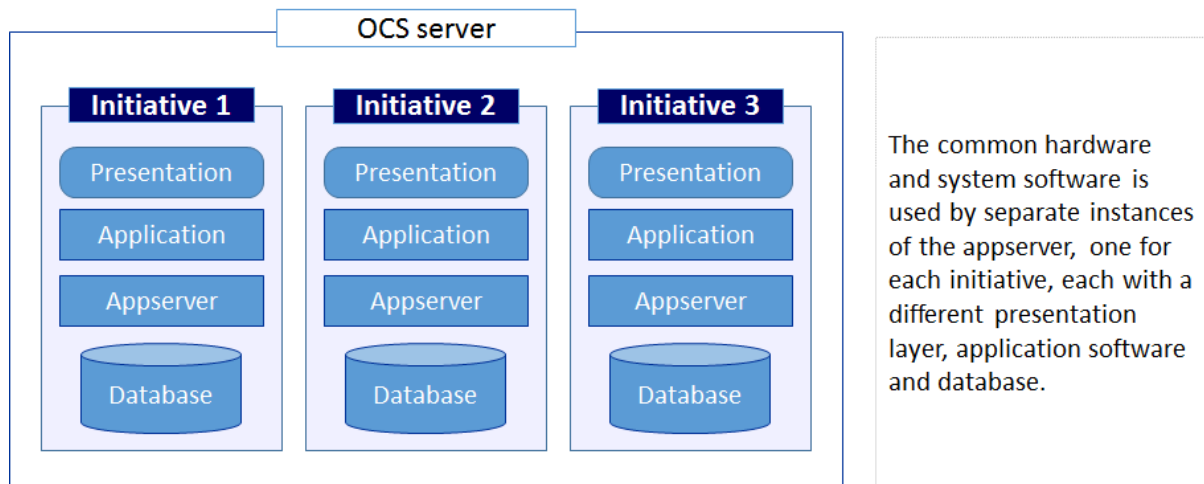 OCS server
Initiative 1
Presentation
Application
Appserver
Database
Initiative 2
Presentation
Application
Appserver
Database
Initiative 3
Presentation
Application
Appserver
Database
The common hardware
and system software is
used by separate instances
of the appserver, one for
each initiative, each with a
different presentation
layer, application software
and database.